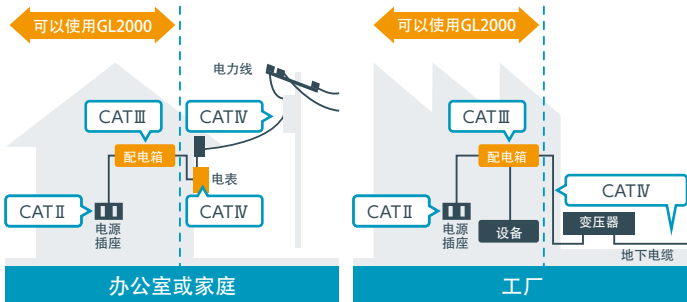 可以使用GL2000
电力线
CATⅢ
CATⅣ
配电箱
电表
CATⅡ
CATⅣ
电源
插座
办公室或家庭
可以使用GL2000
CATⅢ
配电箱
CATⅣ
CATⅡ
变压器
电源
插座
设备
地下电缆
工厂